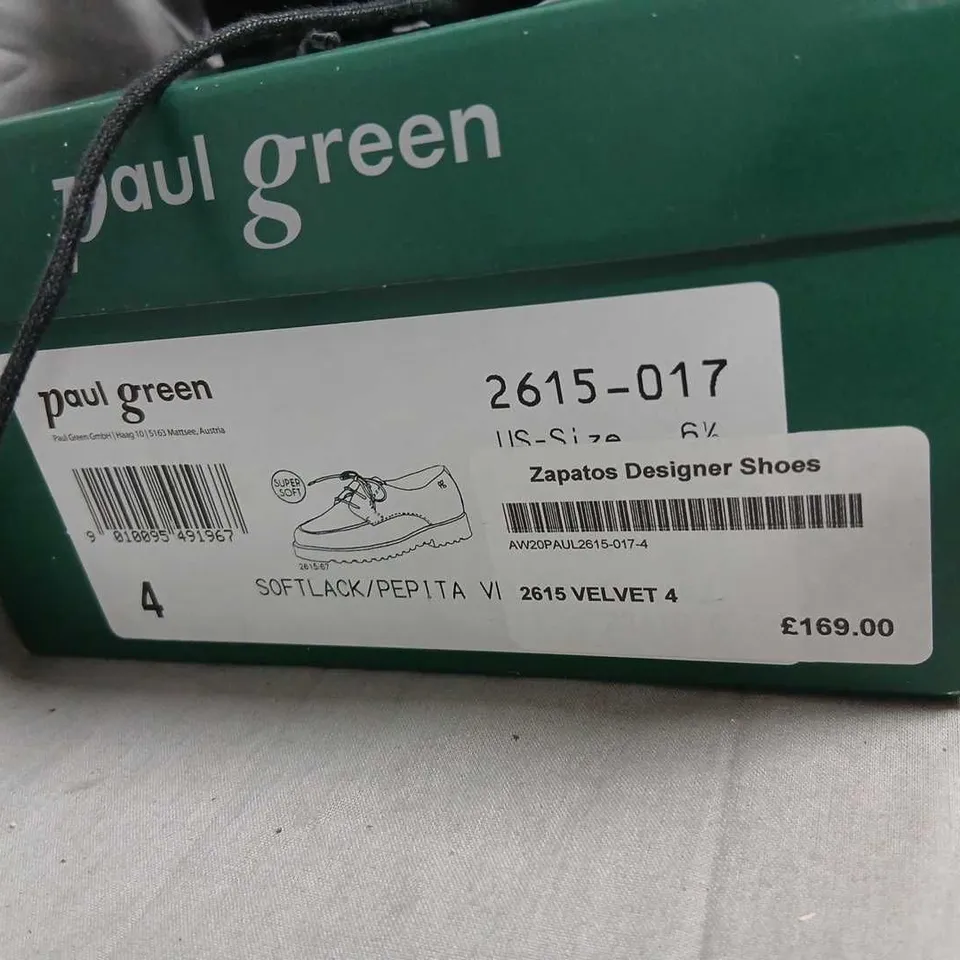 paul green
paul green
Paul Green GmbH | Haag 10 | 5163 Mattsee, Austria
2615-017
US-Size 6½
9 010095 491967
SUPER
SOFT
2615-67
4
SOFTLACK/PEPITA VI
Zapatos Designer Shoes
AW20PAUL2615-017-4
2615 VELVET 4
£169.00